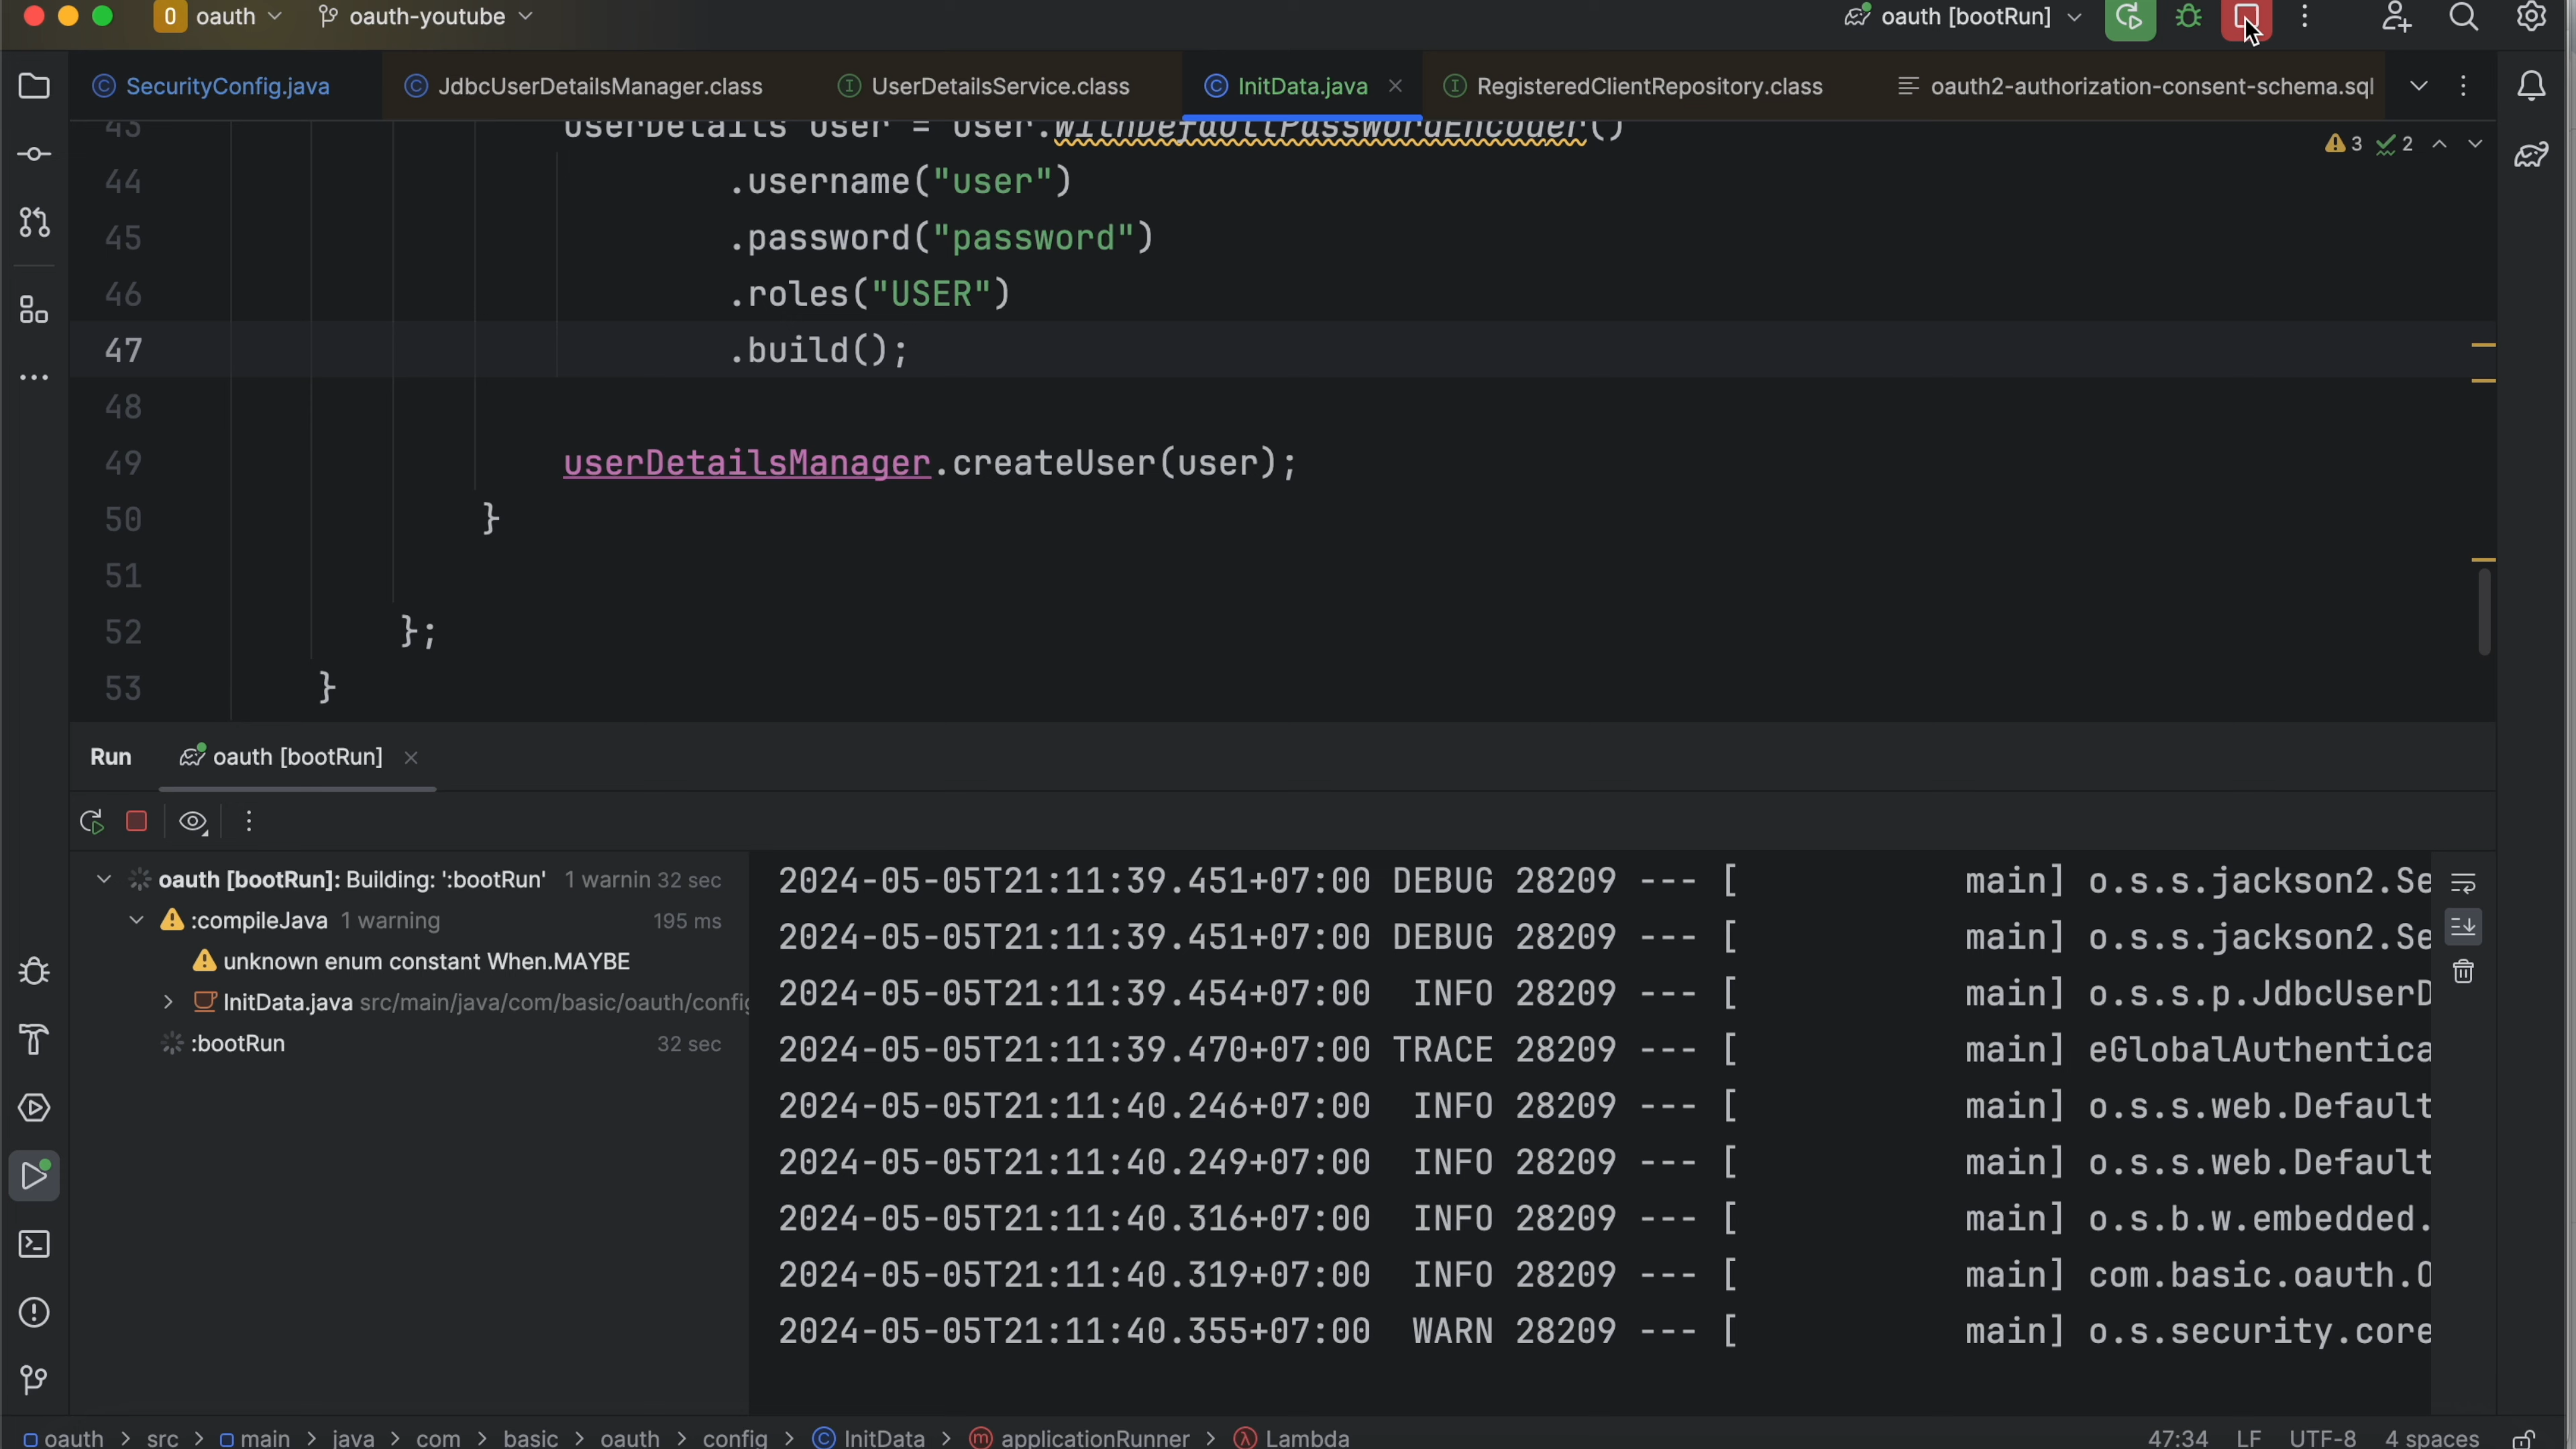 O oauth oauth-youtube oauth [bootRun]
SecurityConfig.java JdbcUserDetailsManager.class UserDetailsService.class InitData.java RegisteredClientRepository.class oauth2-authorization-consent-schema.sql
43 userDetails user = User.withDefaultPasswordEncoder()
3 2
44 .username("user")
45 .password("password")
46 .roles("USER")
47 .build();
48
49 userDetailsManager.createUser(user);
50 }
51
52 };
53 }
Run oauth [bootRun]
oauth [bootRun]: Building: ':bootRun' 1 warnin 32 sec
:compileJava 1 warning 195 ms
unknown enum constant When.MAYBE
InitData.java src/main/java/com/basic/oauth/config
:bootRun 32 sec
2024-05-05T21:11:39.451+07:00 DEBUG 28209 --- [ main] o.s.s.jackson2.Se
2024-05-05T21:11:39.451+07:00 DEBUG 28209 --- [ main] o.s.s.jackson2.Se
2024-05-05T21:11:39.454+07:00 INFO 28209 --- [ main] o.s.s.p.JdbcUserD
2024-05-05T21:11:39.470+07:00 TRACE 28209 --- [ main] eGlobalAuthentica
2024-05-05T21:11:40.246+07:00 INFO 28209 --- [ main] o.s.s.web.Default
2024-05-05T21:11:40.249+07:00 INFO 28209 --- [ main] o.s.s.web.Default
2024-05-05T21:11:40.316+07:00 INFO 28209 --- [ main] o.s.b.w.embedded.
2024-05-05T21:11:40.319+07:00 INFO 28209 --- [ main] com.basic.oauth.O
2024-05-05T21:11:40.355+07:00 WARN 28209 --- [ main] o.s.security.core
oauth > src > main > java > com > basic > oauth > config > InitData > applicationRunner > Lambda 47:34 LF UTF-8 4 spaces